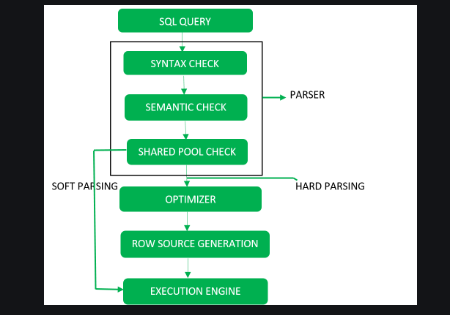 SQL QUERY
SYNTAX CHECK
PARSER
SEMANTIC CHECK
SHARED POOL CHECK
SOFT PARSING
HARD PARSING
OPTIMIZER
ROW SOURCE GENERATION
EXECUTION ENGINE